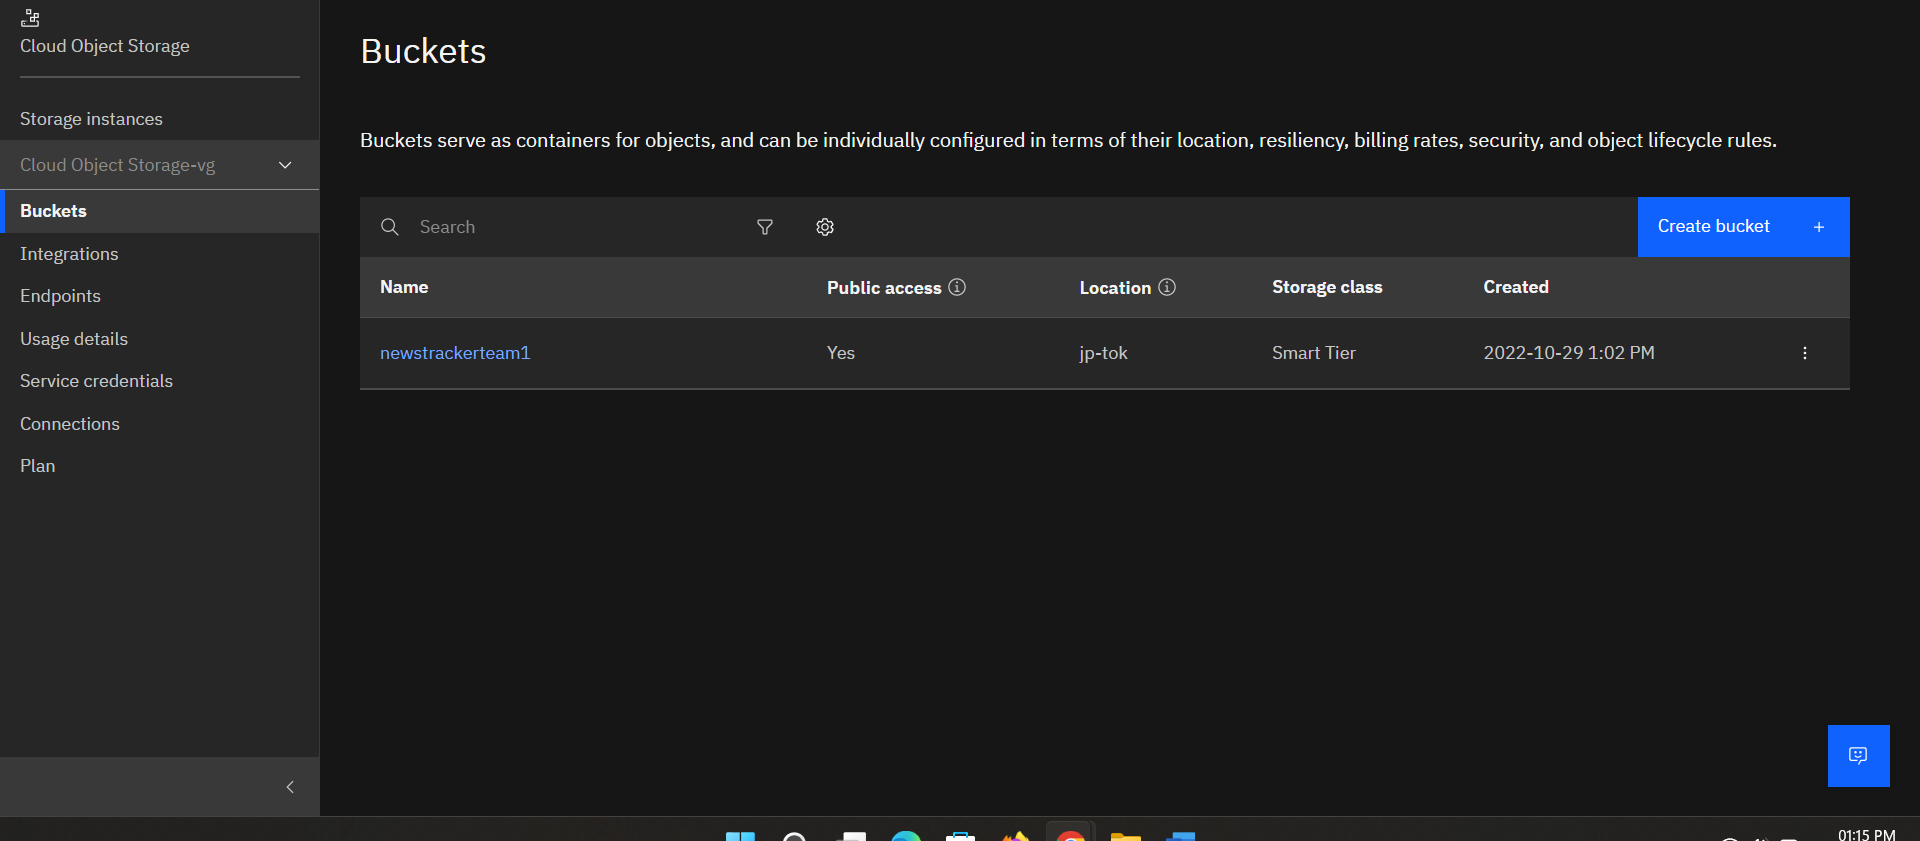 Cloud Object Storage
Storage instances
Cloud Object Storage-vg
Buckets
Integrations
Endpoints
Usage details
Service credentials
Connections
Plan
Buckets
Buckets serve as containers for objects, and can be individually configured in terms of their location, resiliency, billing rates, security, and object lifecycle rules.
Search
Create bucket +
Name Public access Location Storage class Created
newstrackerteam1 Yes jp-tok Smart Tier 2022-10-29 1:02 PM
01:15 PM